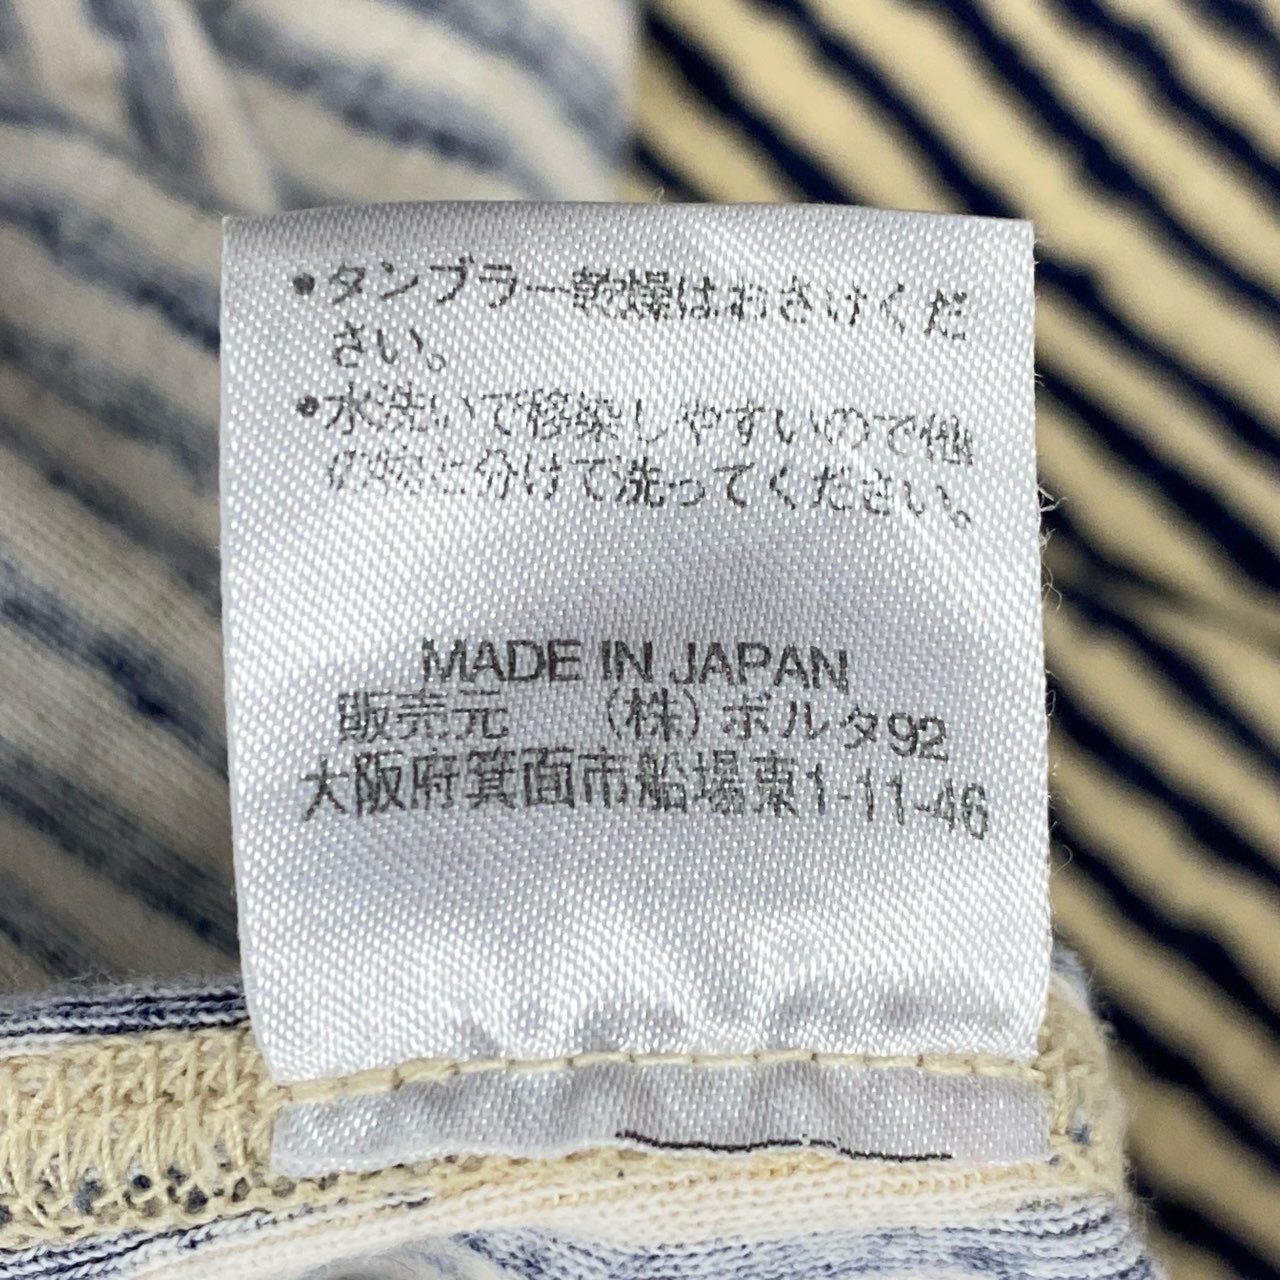 •タンブラー乾燥はおさけくだ
さい。
•水洗いで移染しやすいので他
の物と分けて洗ってください。
MADE IN JAPAN
販売元 (株)ボルタ92
大阪府箕面市船場東1-11-46